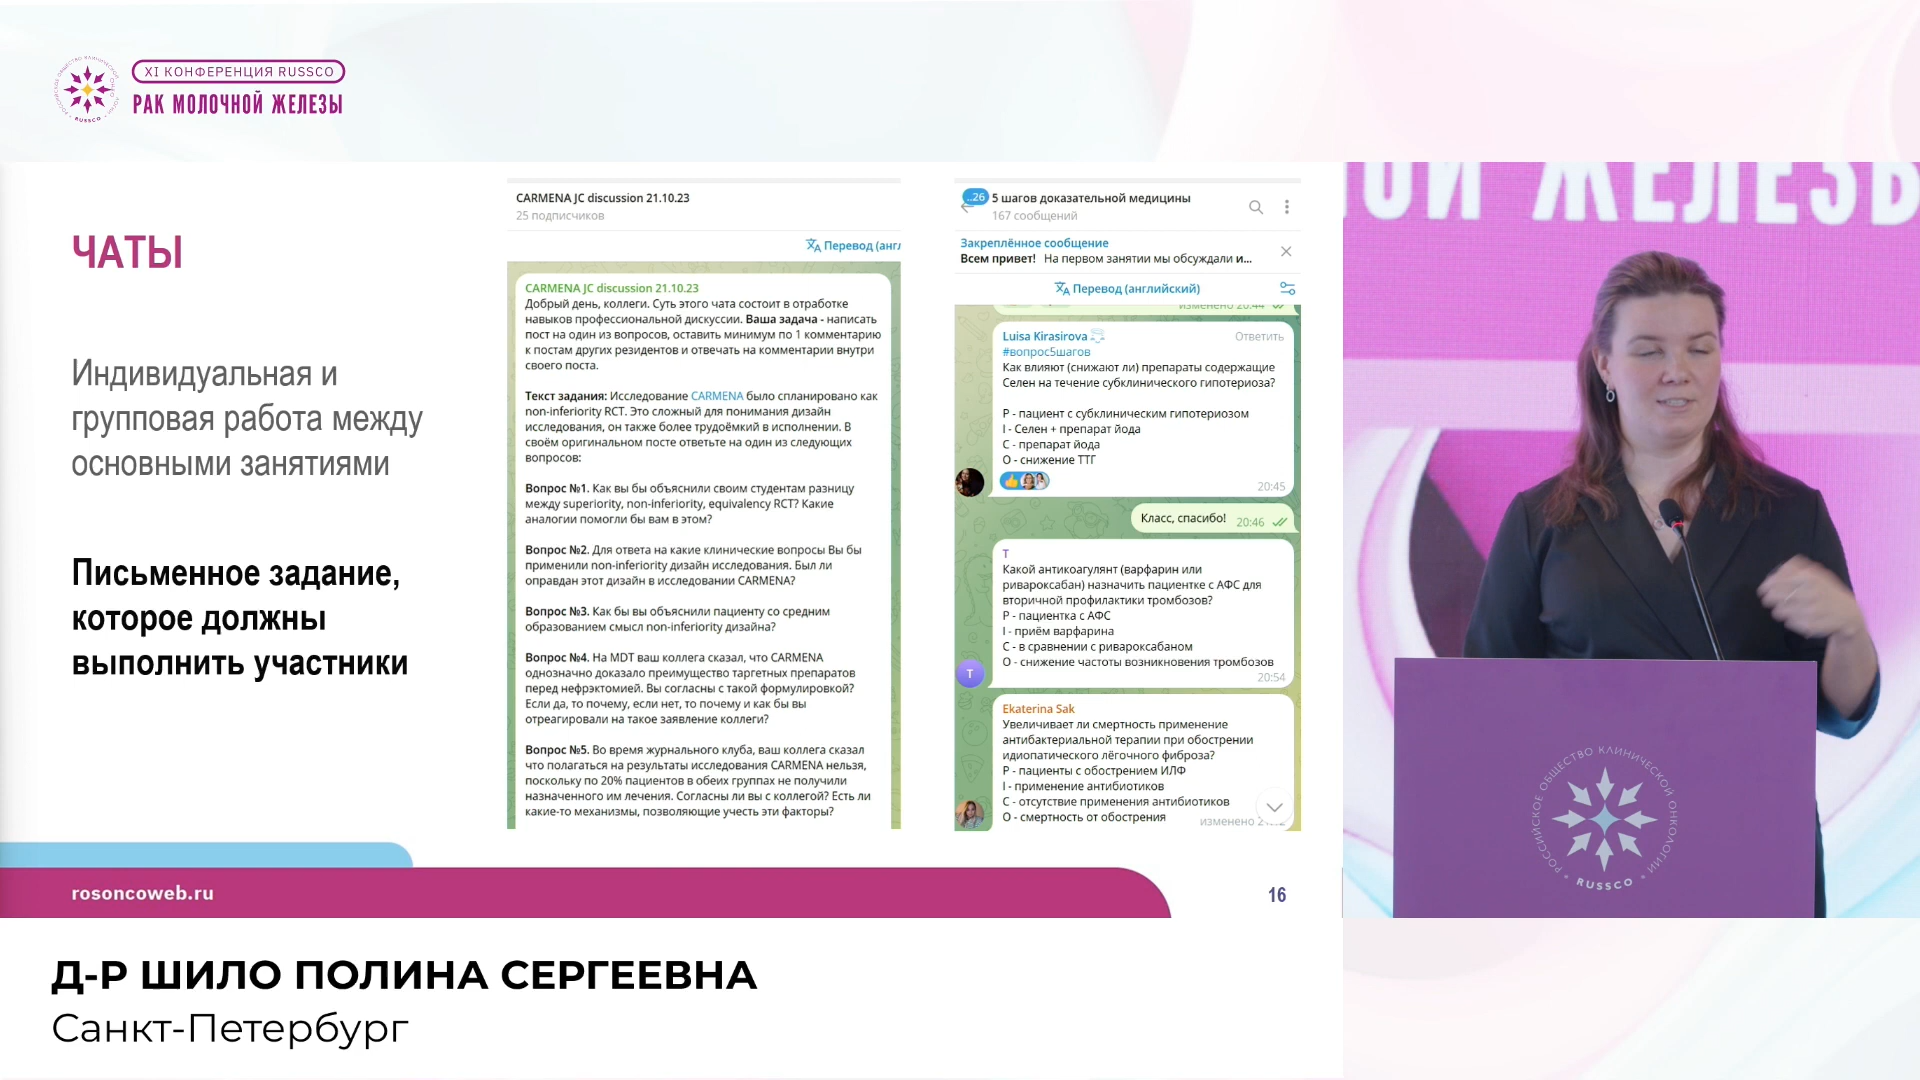 XI КОНФЕРЕНЦИЯ RUSSCO
РАК МОЛОЧНОЙ ЖЕЛЕЗЫ
ЧАТЫ
Индивидуальная и
групповая работа между
основными занятиями
Письменное задание,
которое должны
выполнить участники
CARMENA JC discussion 21.10.23
25 подписчиков
Перевод (англ
CARMENA JC discussion 21.10.23
Добрый день, коллеги. Суть этого чата состоит в отработке
навыков профессиональной дискуссии. Ваша задача - написать
пост на один из вопросов, оставить минимум по 1 комментарию
к постам других резидентов и отвечать на комментарии внутри
своего поста.
Текст задания: Исследование CARMENA было спланировано как
non-inferiority RCT. Это сложный для понимания дизайн
исследования, он также более трудоёмкий в исполнении. В
своём оригинальном посте ответьте на один из следующих
вопросов:
Вопрос №1. Как вы бы объяснили своим студентам разницу
между superiority, non-inferiority, equivalency RCT? Какие
аналогии помогли бы вам в этом?
Вопрос №2. Для ответа на какие клинические вопросы Вы бы
применили non-inferiority дизайн исследования. Был ли
оправдан этот дизайн в исследовании CARMENA?
Вопрос №3. Как бы вы объяснили пациенту со средним
образованием смысл non-inferiority дизайна?
Вопрос №4. На MDT ваш коллега сказал, что CARMENA
однозначно доказало преимущество таргетных препаратов
перед нефрэктомией. Вы согласны с такой формулировкой?
Если да, то почему, если нет, то почему и как бы вы
отреагировали на такое заявление коллеги?
Вопрос №5. Во время журнального клуба, ваш коллега сказал
что полагаться на результаты исследования CARMENA нельзя,
поскольку по 20% пациентов в обеих группах не получили
назначенного им лечения. Согласны ли вы с коллегой? Есть ли
какие-то механизмы, позволяющие учесть эти факторы?
..26
5 шагов доказательной медицины
167 сообщений
Закреплённое сообщение
Всем привет! На первом занятии мы обсуждали и...
Перевод (английский)
изменено 20:44
Luisa Kirasirova
Ответить
#вопрос5шагов
Как влияют (снижают ли) препараты содержащие
Селен на течение субклинического гипотериоза?
P - пациент с субклиническим гипотериозом
I - Селен + препарат йода
C - препарат йода
O - снижение ТТГ
20:45
Класс, спасибо! 20:46
T
Какой антикоагулянт (варфарин или
ривароксабан) назначить пациентке с АФС для
вторичной профилактики тромбозов?
P - пациентка с АФС
I - приём варфарина
C - в сравнении с ривароксабаном
O - снижение частоты возникновения тромбозов
T
20:54
Ekaterina Sak
Увеличивает ли смертность применение
антибактериальной терапии при обострении
идиопатического лёгочного фиброза?
P - пациенты с обострением ИЛФ
I - применение антибиотиков
C - отсутствие применения антибиотиков
O - смертность от обострения
изменено
rosoncoweb.ru
16
ОЙ ЖЕЛЕЗЫ
РОССИЙСКОЕ ОБЩЕСТВО КЛИНИЧЕСКОЙ ОНКОЛОГИИ
RUSSCO
Д-Р ШИЛО ПОЛИНА СЕРГЕЕВНА
Санкт-Петербург